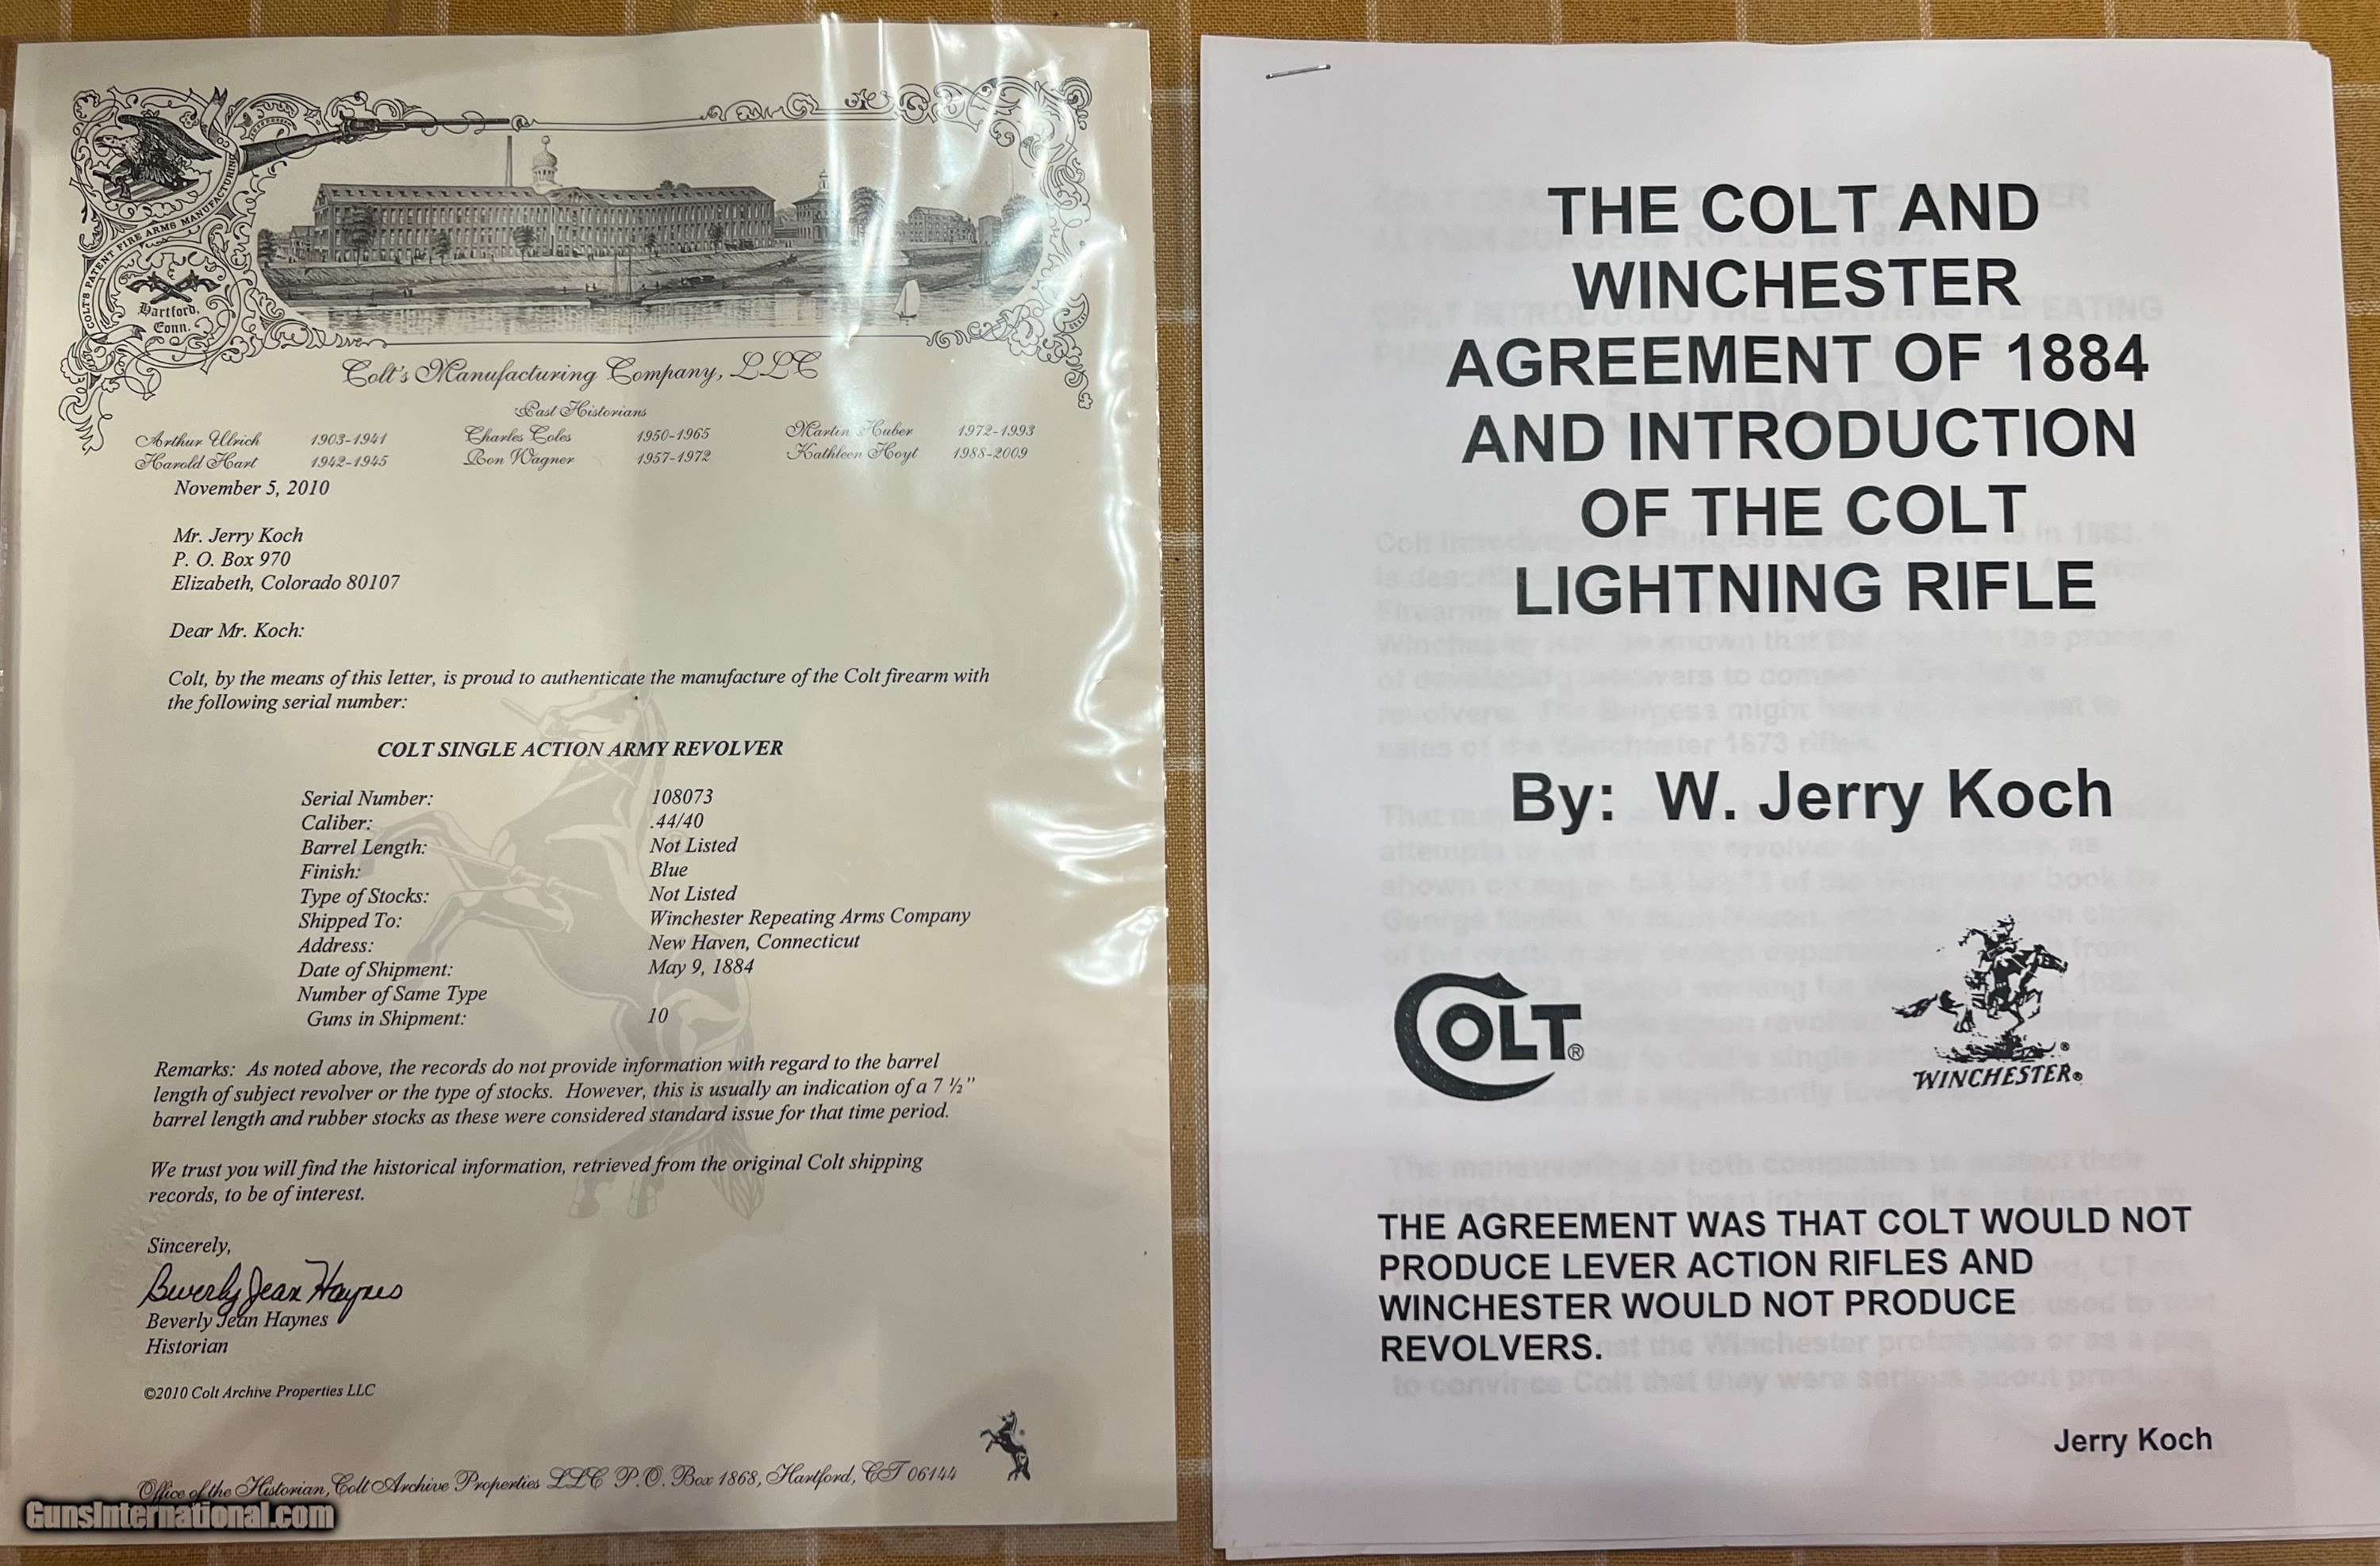 COLT'S PATENT FIRE ARMS MANUFACTURING CO
Hartford,
Conn.
Colt's Manufacturing Company, LLC
Past Historians
Arthur Ulrich 1903-1941 Charles Coles 1950-1965 Martin Huber 1972-1993
Harold Hart 1942-1945 Ron Wagner 1957-1972 Kathleen Hoyt 1988-2009
November 5, 2010
Mr. Jerry Koch
P. O. Box 970
Elizabeth, Colorado 80107
Dear Mr. Koch:
Colt, by the means of this letter, is proud to authenticate the manufacture of the Colt firearm with
the following serial number:
COLT SINGLE ACTION ARMY REVOLVER
Serial Number: 108073
Caliber: .44/40
Barrel Length: Not Listed
Finish: Blue
Type of Stocks: Not Listed
Shipped To: Winchester Repeating Arms Company
Address: New Haven, Connecticut
Date of Shipment: May 9, 1884
Number of Same Type
Guns in Shipment: 10
Remarks: As noted above, the records do not provide information with regard to the barrel
length of subject revolver or the type of stocks. However, this is usually an indication of a 7 ½"
barrel length and rubber stocks as these were considered standard issue for that time period.
We trust you will find the historical information, retrieved from the original Colt shipping
records, to be of interest.
Sincerely,
Beverly Jean Haynes
Beverly Jean Haynes
Historian
©2010 Colt Archive Properties LLC
Office of the Historian, Colt Archive Properties LLC P.O. Box 1868, Hartford, CT 06144
GunsInternational.com
THE COLT AND
WINCHESTER
AGREEMENT OF 1884
AND INTRODUCTION
OF THE COLT
LIGHTNING RIFLE
By: W. Jerry Koch
COLT®
WINCHESTER®
THE AGREEMENT WAS THAT COLT WOULD NOT
PRODUCE LEVER ACTION RIFLES AND
WINCHESTER WOULD NOT PRODUCE
REVOLVERS.
Jerry Koch